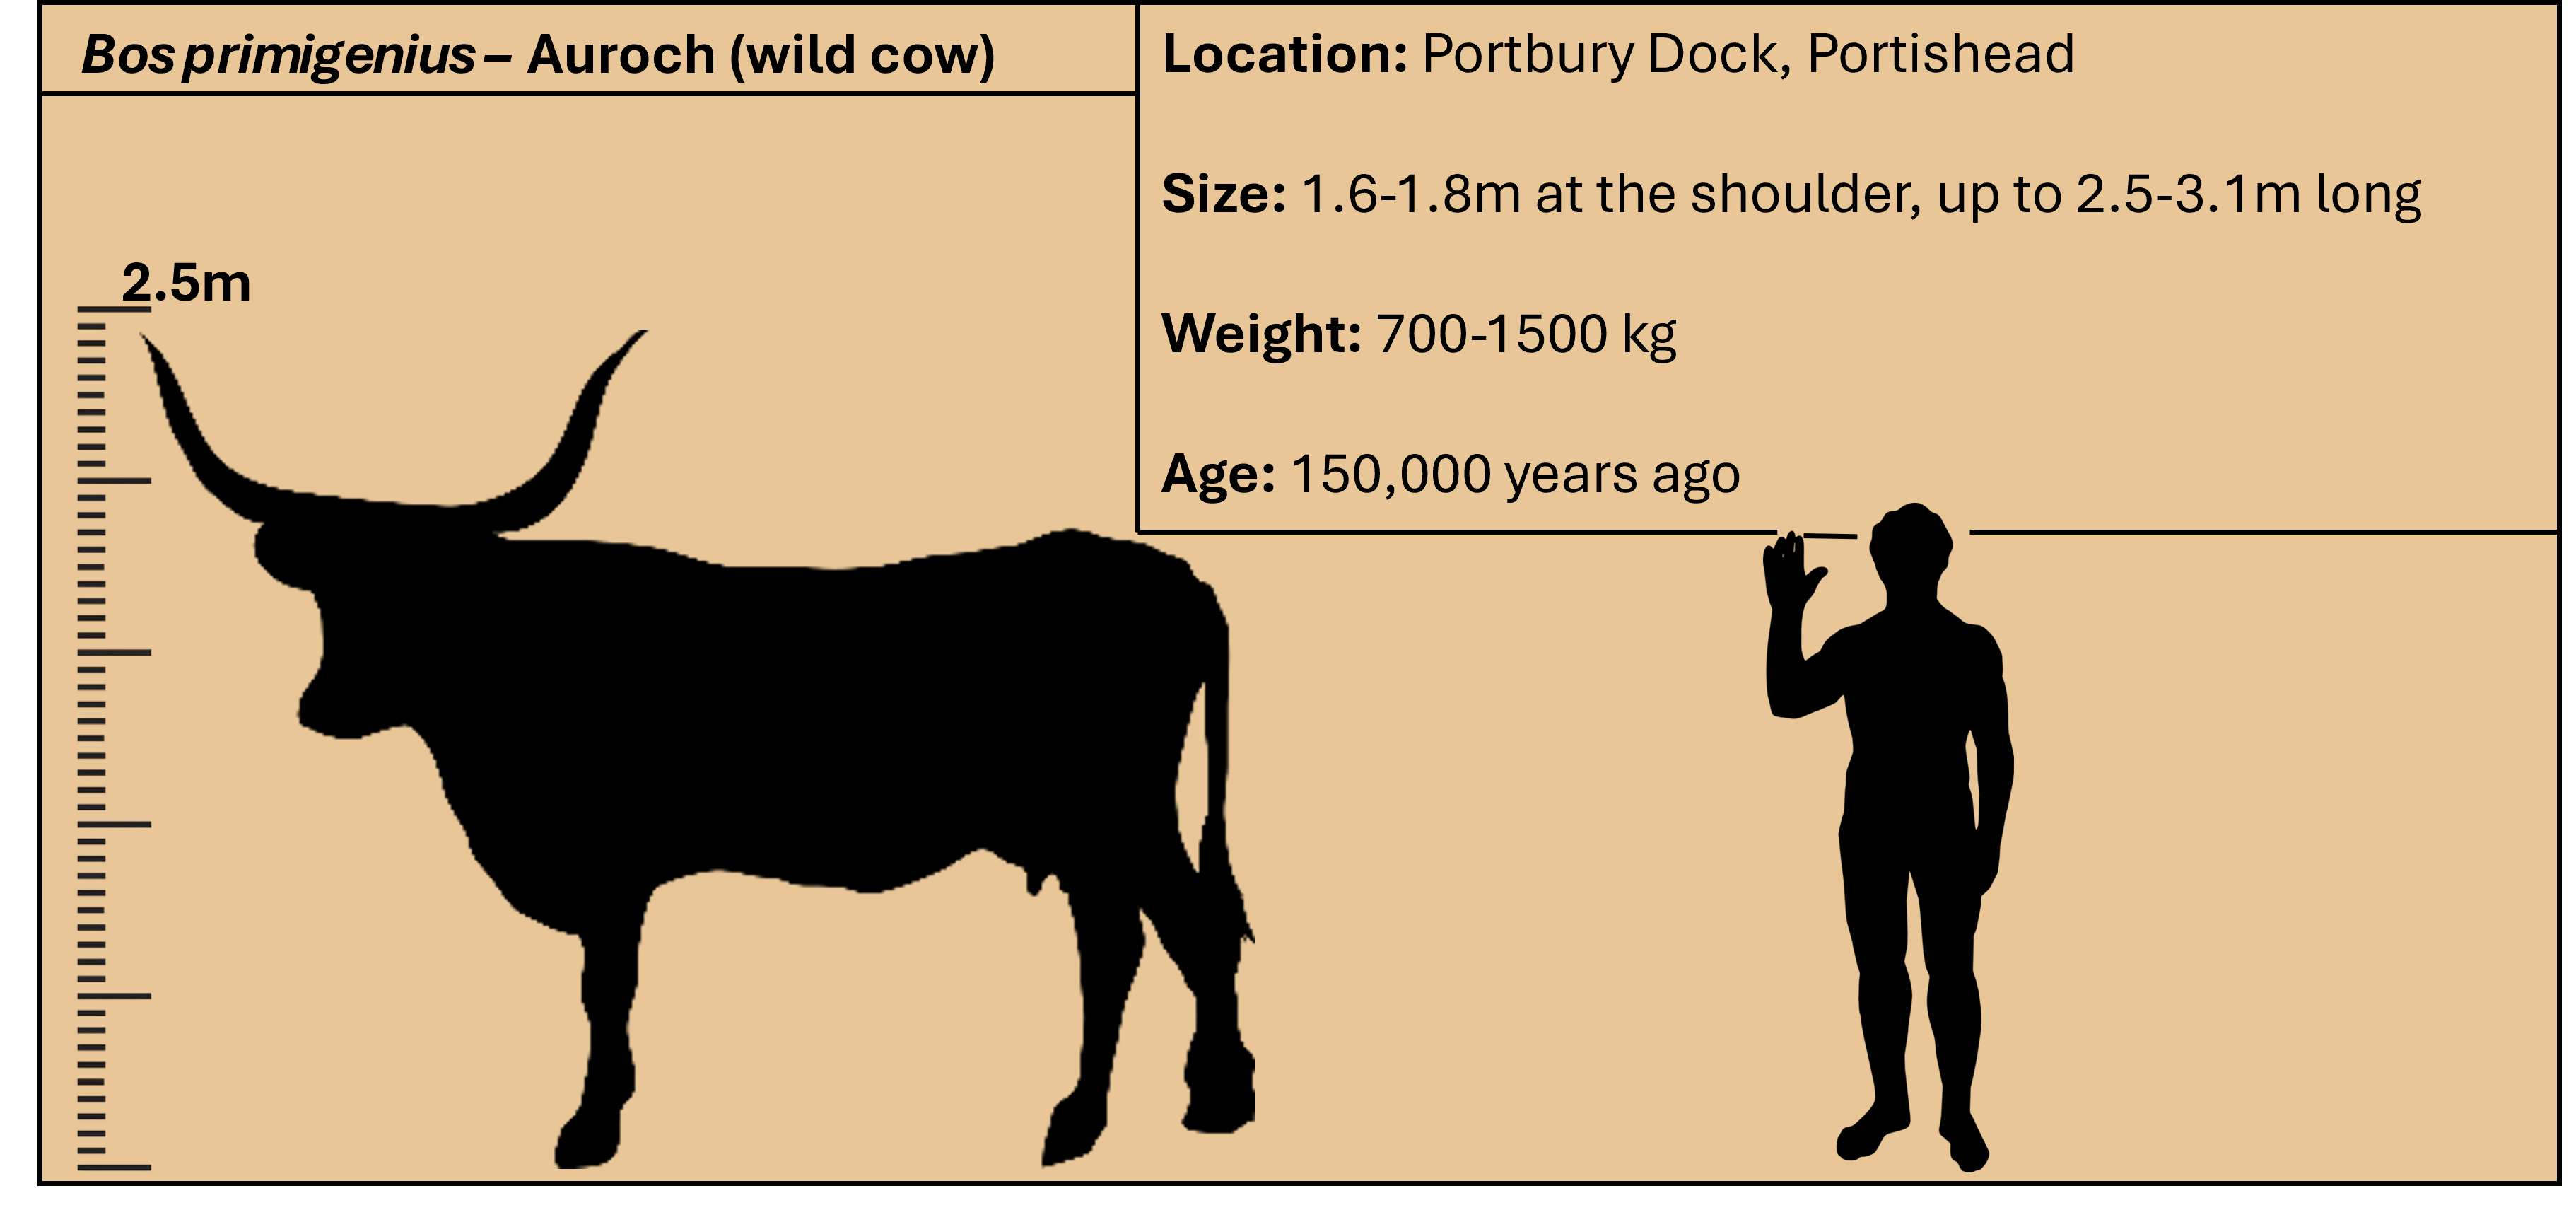 Bos primigenius – Auroch (wild cow)
Location: Portbury Dock, Portishead
Size: 1.6-1.8m at the shoulder, up to 2.5-3.1m long
Weight: 700-1500 kg
Age: 150,000 years ago
2.5m